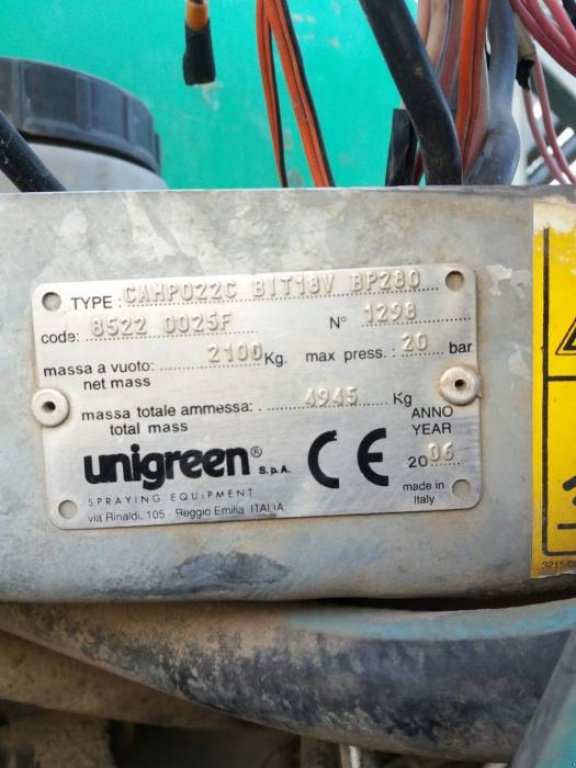 TYPE : CAMPO22C BIT18V BP280
code: 8522 0025F N° 1298
massa a vuoto: 2100 Kg. max press. : 20 bar
net mass
massa totale ammessa: 4945 Kg
total mass
ANNO
YEAR
2006
unigreen® S.p.A. CE
SPRAYING EQUIPMENT
made in
Italy
via Rinaldi, 105 - Reggio Emilia ITALIA